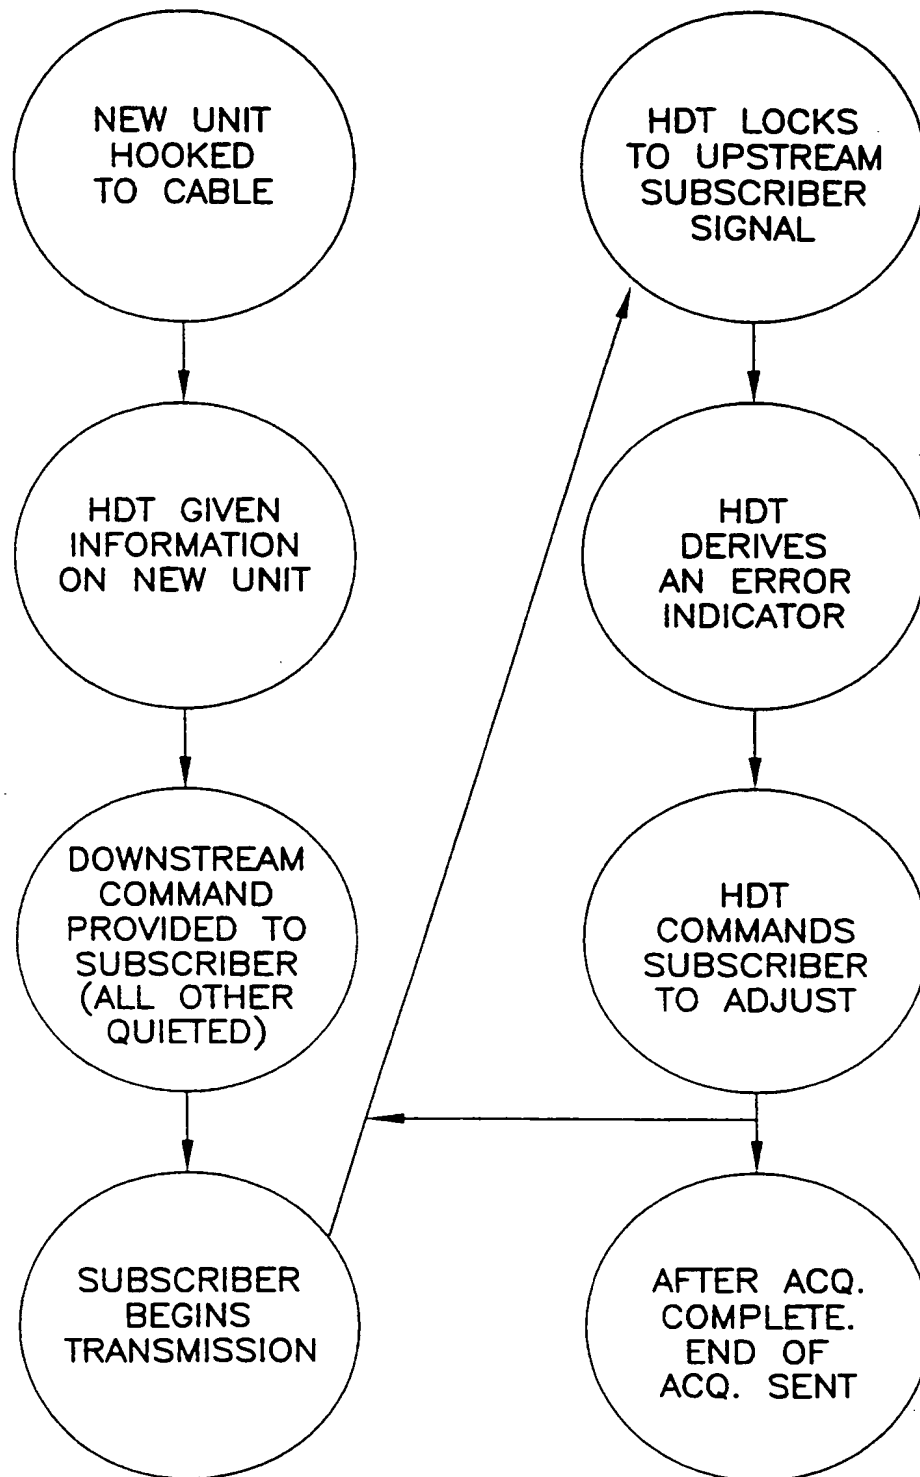 NEW UNIT
HOOKED
TO CABLE
HDT GIVEN
INFORMATION
ON NEW UNIT
DOWNSTREAM
COMMAND
PROVIDED TO
SUBSCRIBER
(ALL OTHER
QUIETED)
SUBSCRIBER
BEGINS
TRANSMISSION
HDT LOCKS
TO UPSTREAM
SUBSCRIBER
SIGNAL
HDT
DERIVES
AN ERROR
INDICATOR
HDT
COMMANDS
SUBSCRIBER
TO ADJUST
AFTER ACQ.
COMPLETE.
END OF
ACQ. SENT